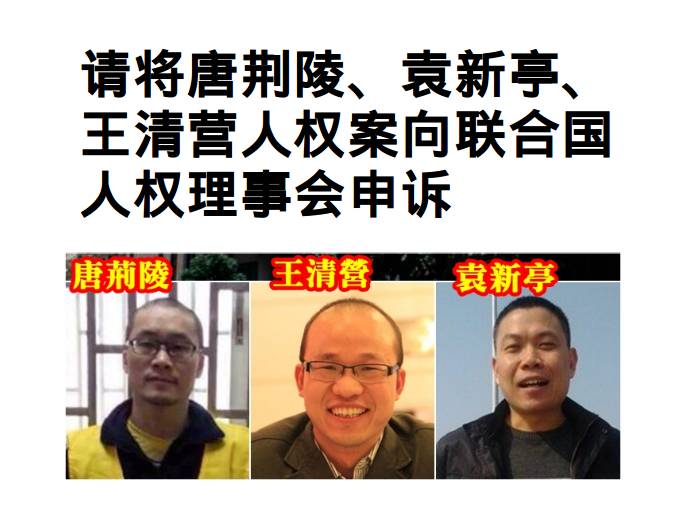 请将唐荆陵、袁新亭、
王清营人权案向联合国
人权理事会申诉
唐荊陵 王清營 袁新亭